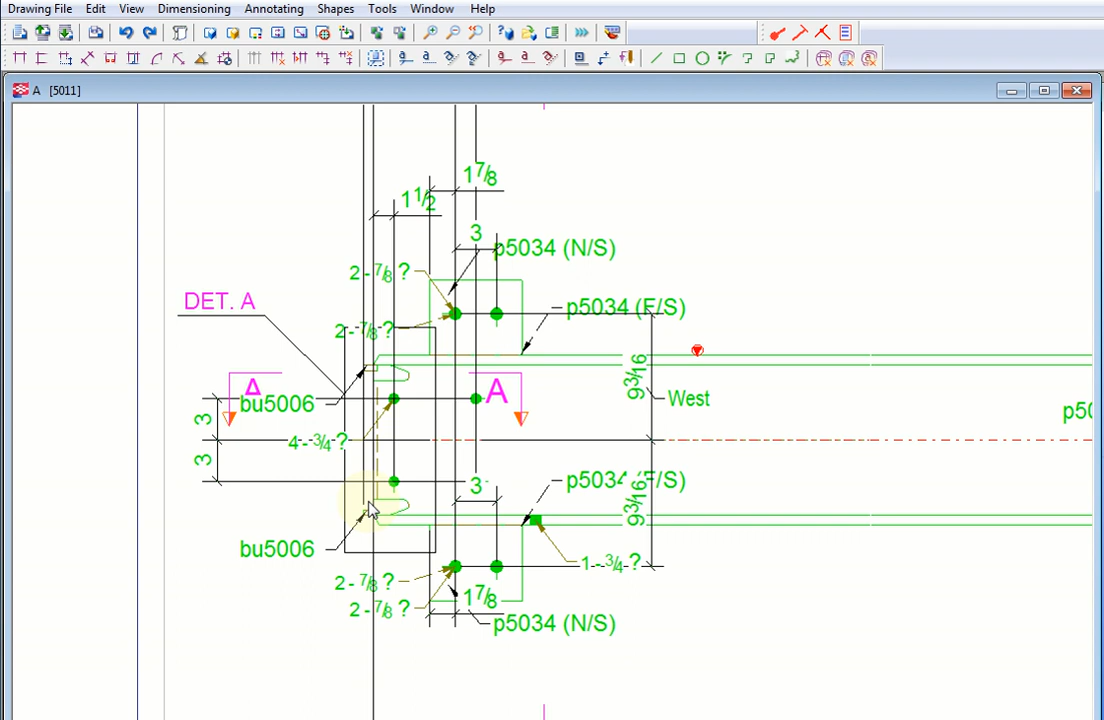 Drawing File Edit View Dimensioning Annotating Shapes Tools Window Help
A [5011]
1 7/8
1 1/2
3
p5034 (N/S)
2 - 7/8 ?
DET. A
p5034 (F/S)
2 - 7/8 ?
9 3/16
A
A
bu5006
West
3
4 - 3/4 ?
3
p5034 (F/S)
3
9 3/16
bu5006
1 - 3/4 ?
2 - 7/8 ?
1 7/8
2 - 7/8 ?
p5034 (N/S)